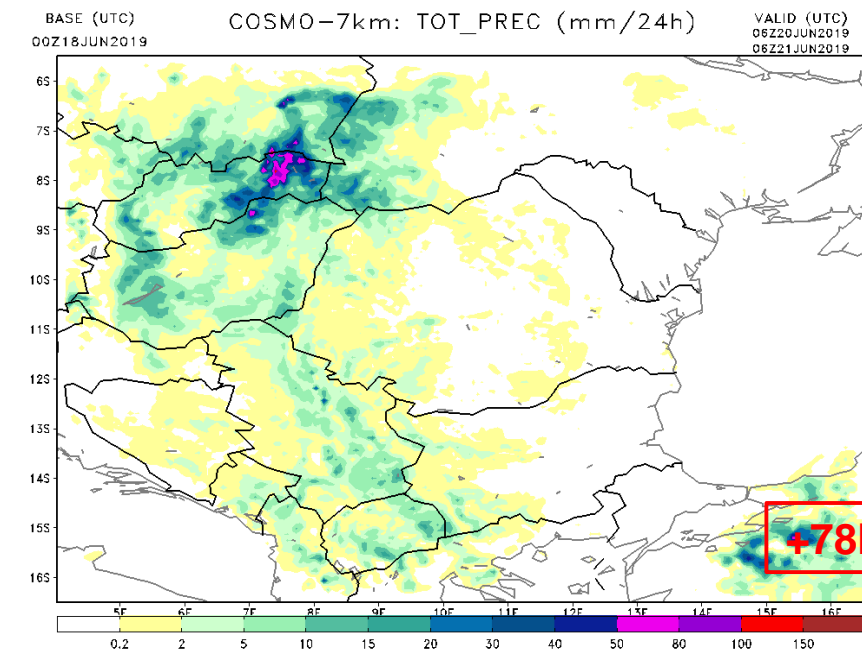 BASE (UTC)
00Z18JUN2019
COSMO-7km: TOT_PREC (mm/24h)
VALID (UTC)
06Z20JUN2019
06Z21JUN2019
6S
7S
8S
9S
10S
11S
12S
13S
14S
15S
16S
+78
5E 6E 7E 8E 9E 10E 11E 12E 13E 14E 15E 16E
0.2 2 5 10 15 20 30 40 50 80 100 150